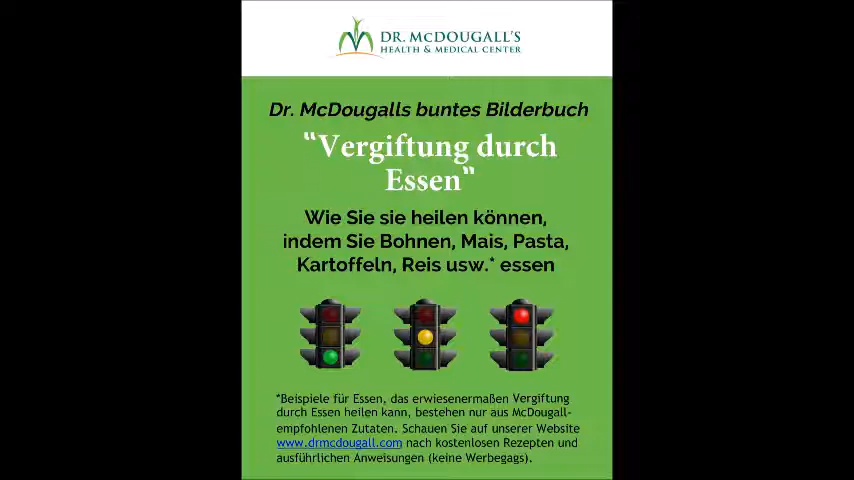 DR. MCDOUGALL'S
HEALTH & MEDICAL CENTER
Dr. McDougalls buntes Bilderbuch
“Vergiftung durch
Essen“
Wie Sie sie heilen können,
indem Sie Bohnen, Mais, Pasta,
Kartoffeln, Reis usw.* essen
*Beispiele für Essen, das erwiesenermaßen Vergiftung
durch Essen heilen kann, bestehen nur aus McDougall-
empfohlenen Zutaten. Schauen Sie auf unserer Website
www.drmcdougall.com nach kostenlosen Rezepten und
ausführlichen Anweisungen (keine Werbegags).